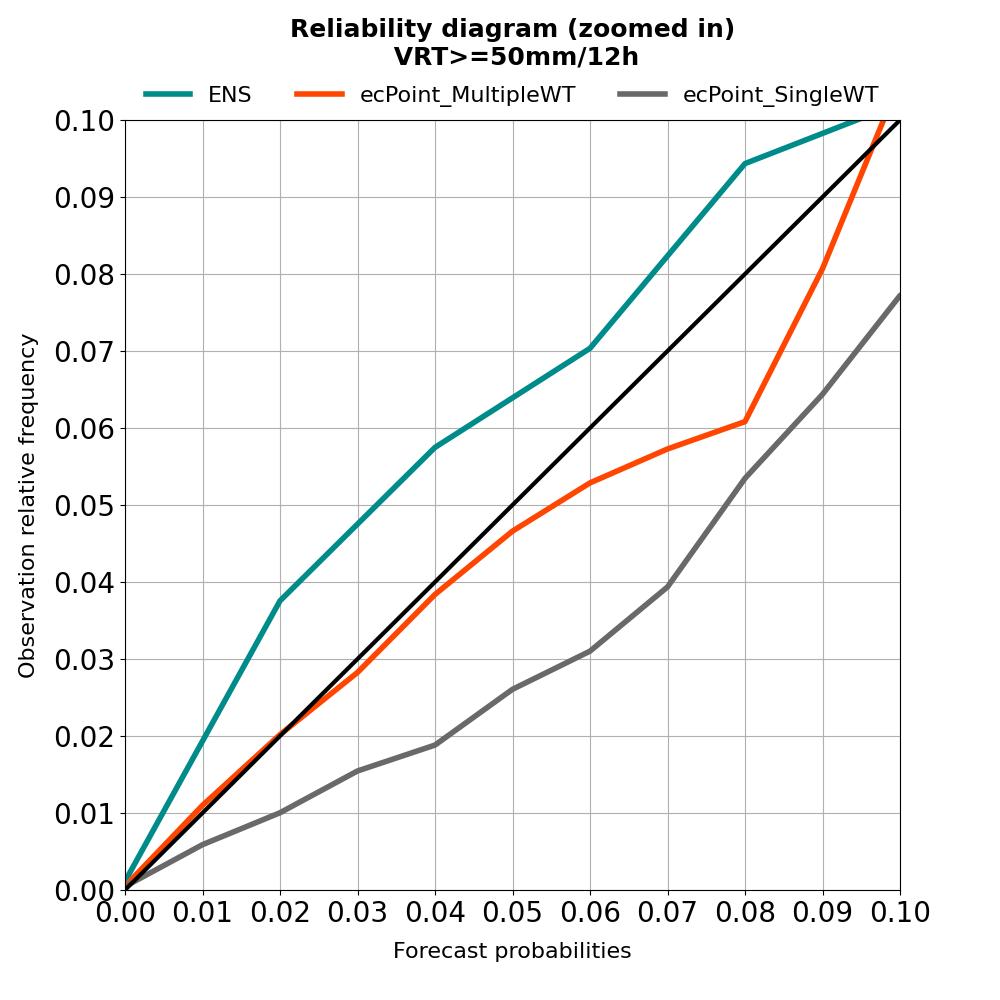 Reliability diagram (zoomed in)
VRT>=50mm/12h
ENS ecPoint_MultipleWT ecPoint_SingleWT
0.10
0.09
0.08
0.07
0.06
0.05
0.04
0.03
0.02
0.01
0.00
Observation relative frequency
0.00 0.01 0.02 0.03 0.04 0.05 0.06 0.07 0.08 0.09 0.10
Forecast probabilities